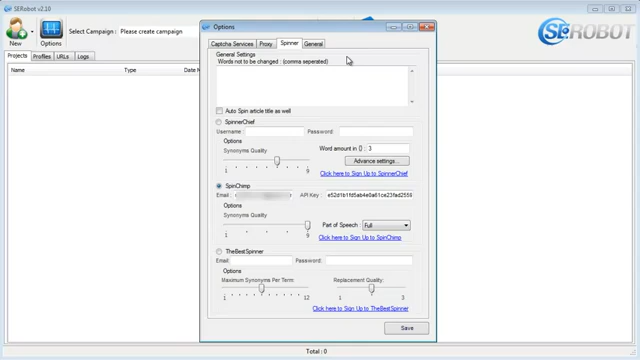 SERobot v2.10
New
Options
Select Campaign :
Please create campaign
SEROBOT
Projects Profiles URLs Logs
Name Type Date
Options
Captcha Services Proxy Spinner General
General Settings
Words not to be changed : (comma seperated)
Auto Spin article title as well
SpinnerChief
Username : Password :
Options
Synonyms Quality
Word amount in {} : 3
1 9
Advance settings...
Click here to Sign Up to SpinnerChief
SpinChimp
Email : API Key :
Options
Synonyms Quality
Part of Speech : Full
1 9
Click here to Sign Up to SpinChimp
TheBestSpinner
Email: Password:
Options
Maximum Synonyms Per Term: Replacement Quality:
1 12 1 3
Click here to Sign Up to TheBestSpinner
Save
Total : 0